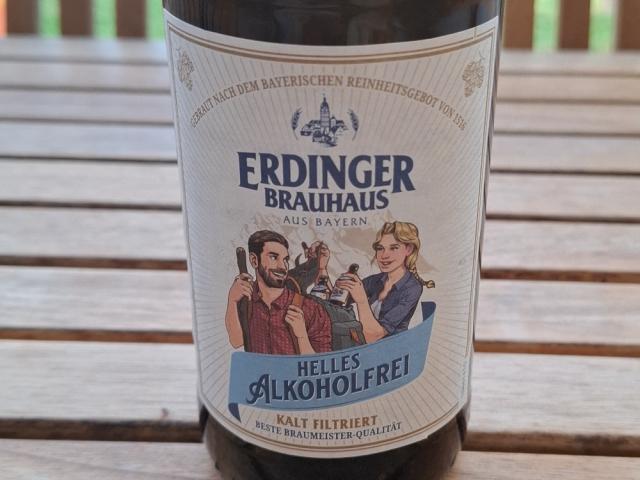 GEBRAUT NACH DEM BAYERISCHEN REINHEITSGEBOT VON 1516
ERDINGER
BRAUHAUS
AUS BAYERN
HELLES
ALKOHOLFREI
KALT FILTRIERT
BESTE BRAUMEISTER-QUALITÄT